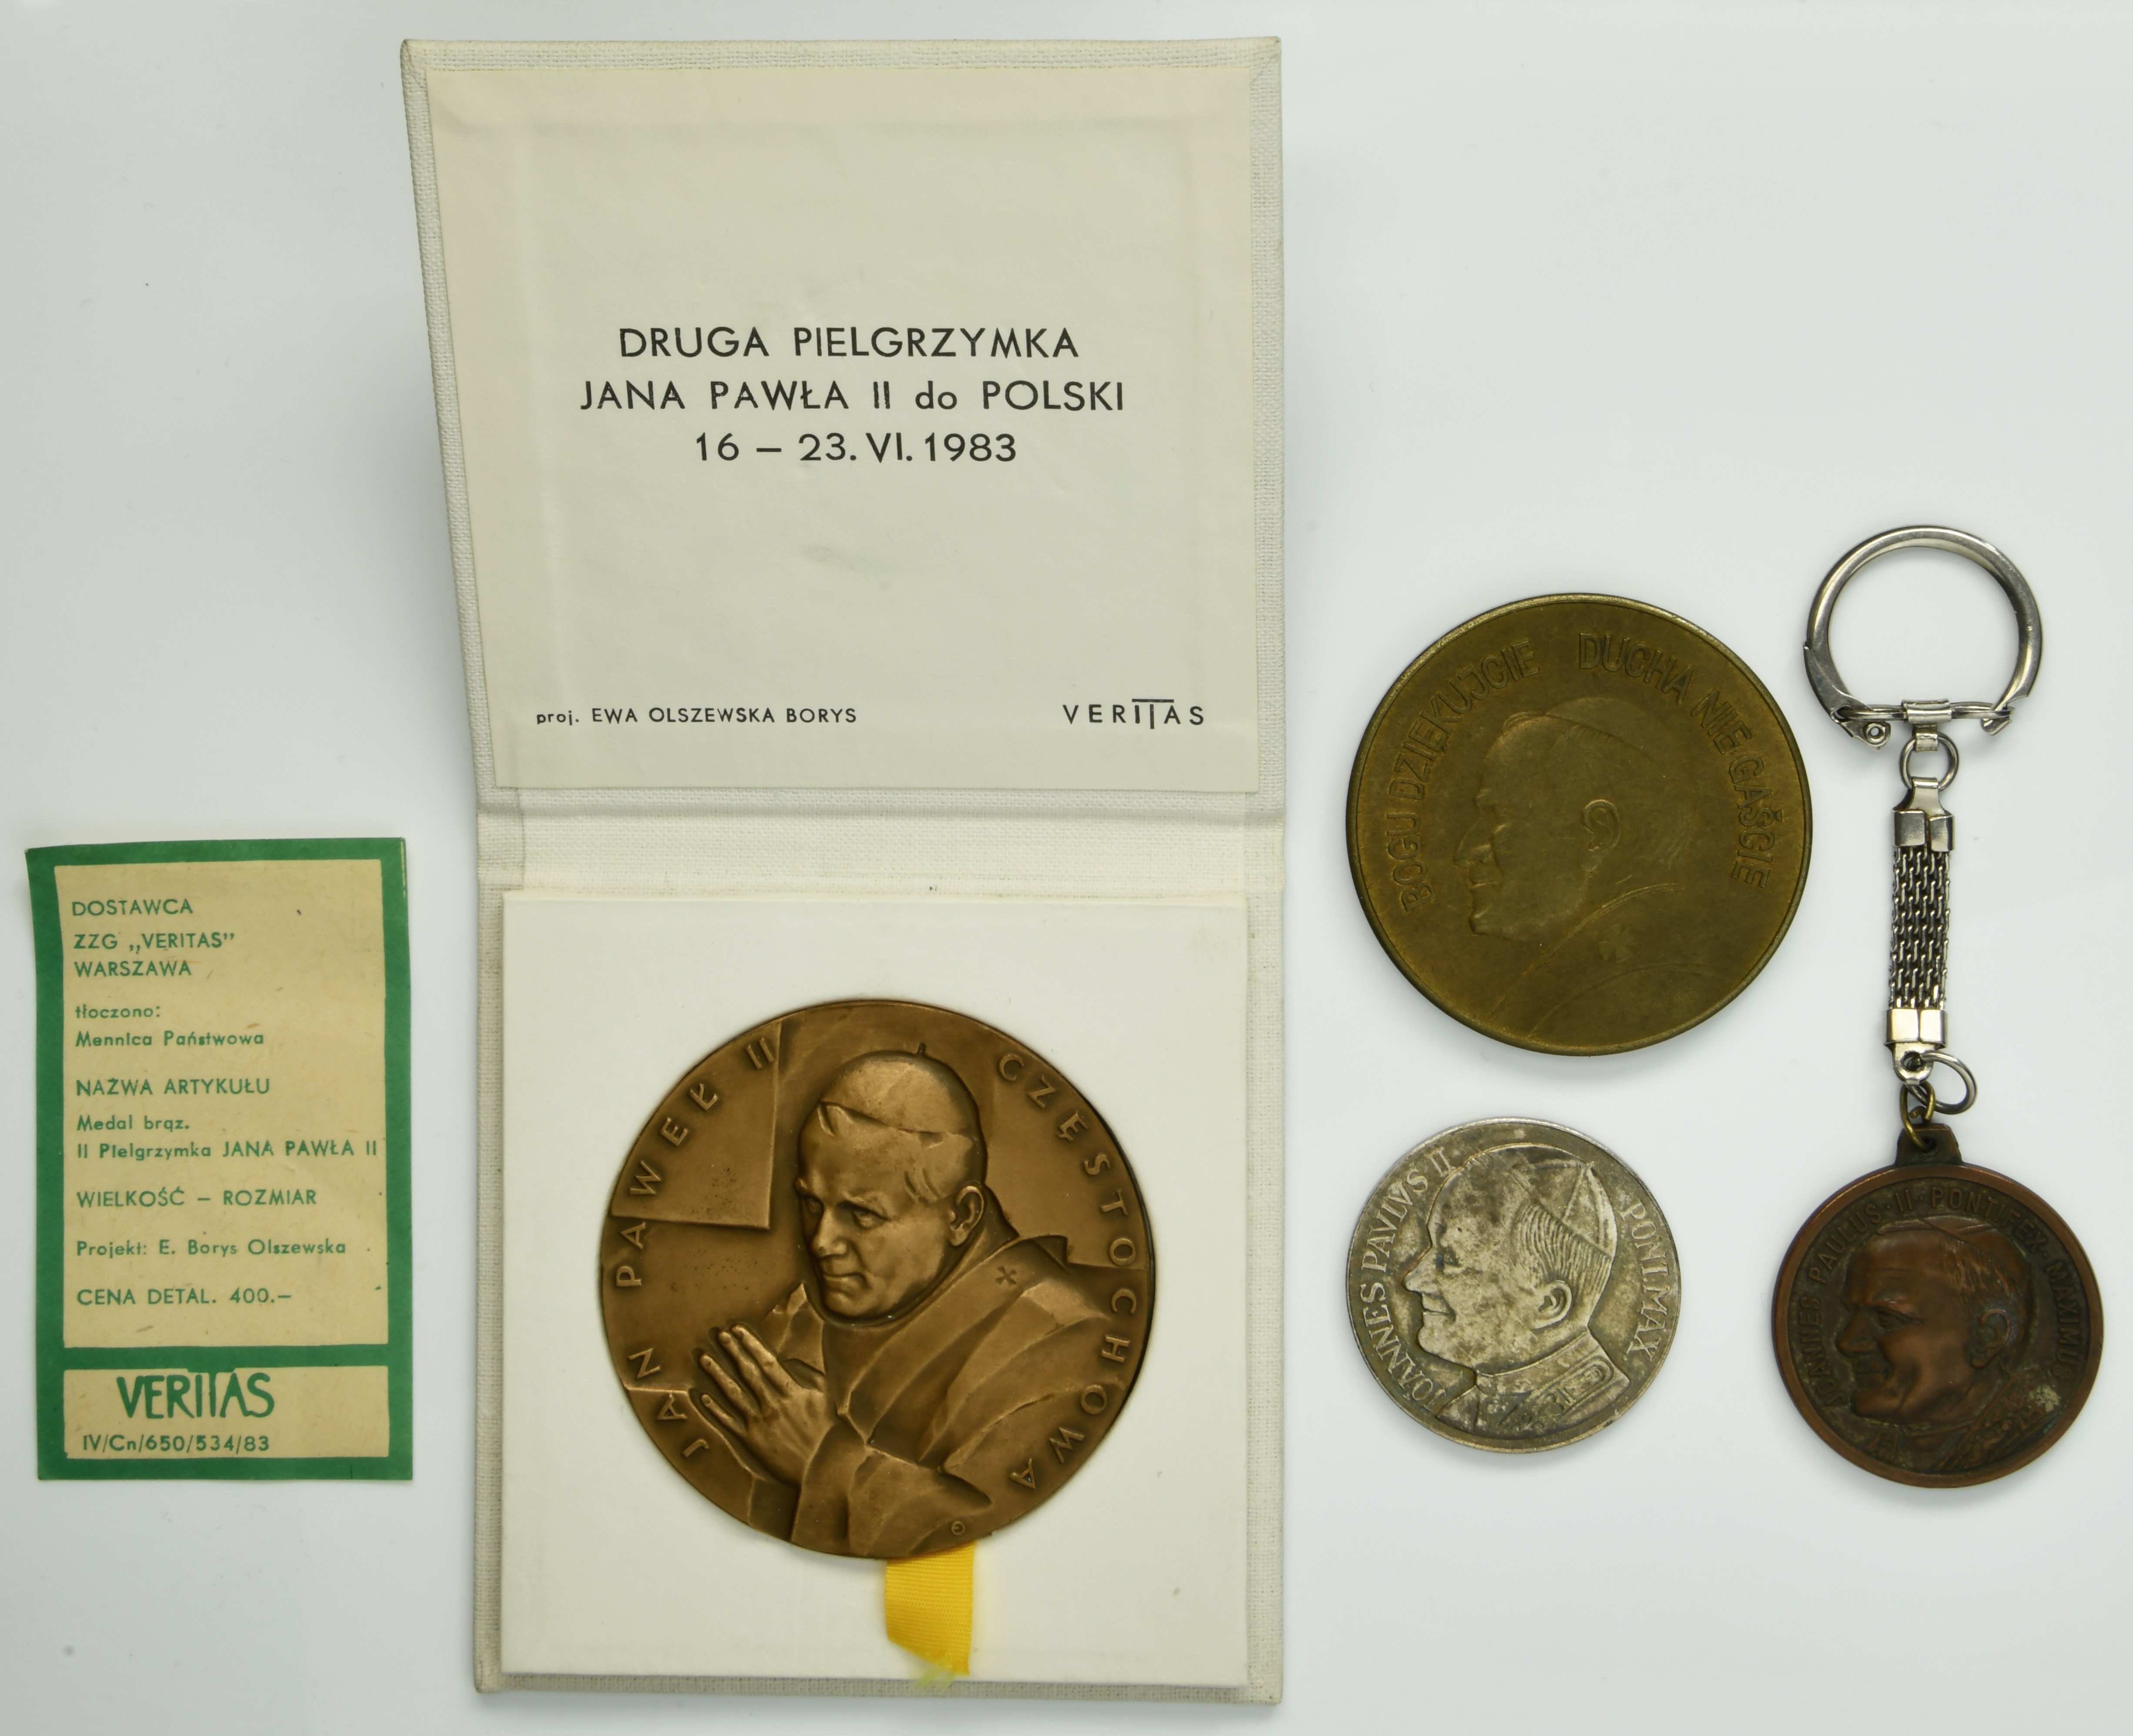 DRUGA PIELGRZYMKA
JANA PAWŁA II do POLSKI
16 – 23. VI. 1983
proj. EWA OLSZEWSKA BORYS
VERITAS
DOSTAWCA
ZZG „VERITAS”
WARSZAWA
tłoczono:
Mennica Państwowa
NAZWA ARTYKUŁU
Medal brąz.
II Pielgrzymka JANA PAWŁA II
WIELKOŚĆ – ROZMIAR
Projekt: E. Borys Olszewska
CENA DETAL. 400.–
VERITAS
IV/Cn/650/534/83
JAN PAWEŁ II CZĘSTOCHOWA
BOGU DZIĘKUJCIE DUCHA NIE GAŚCIE
IOANNES PAVLVS II PONT.MAX
JOANNES PAULUS·II·PONTIFEX·MAXIMUS